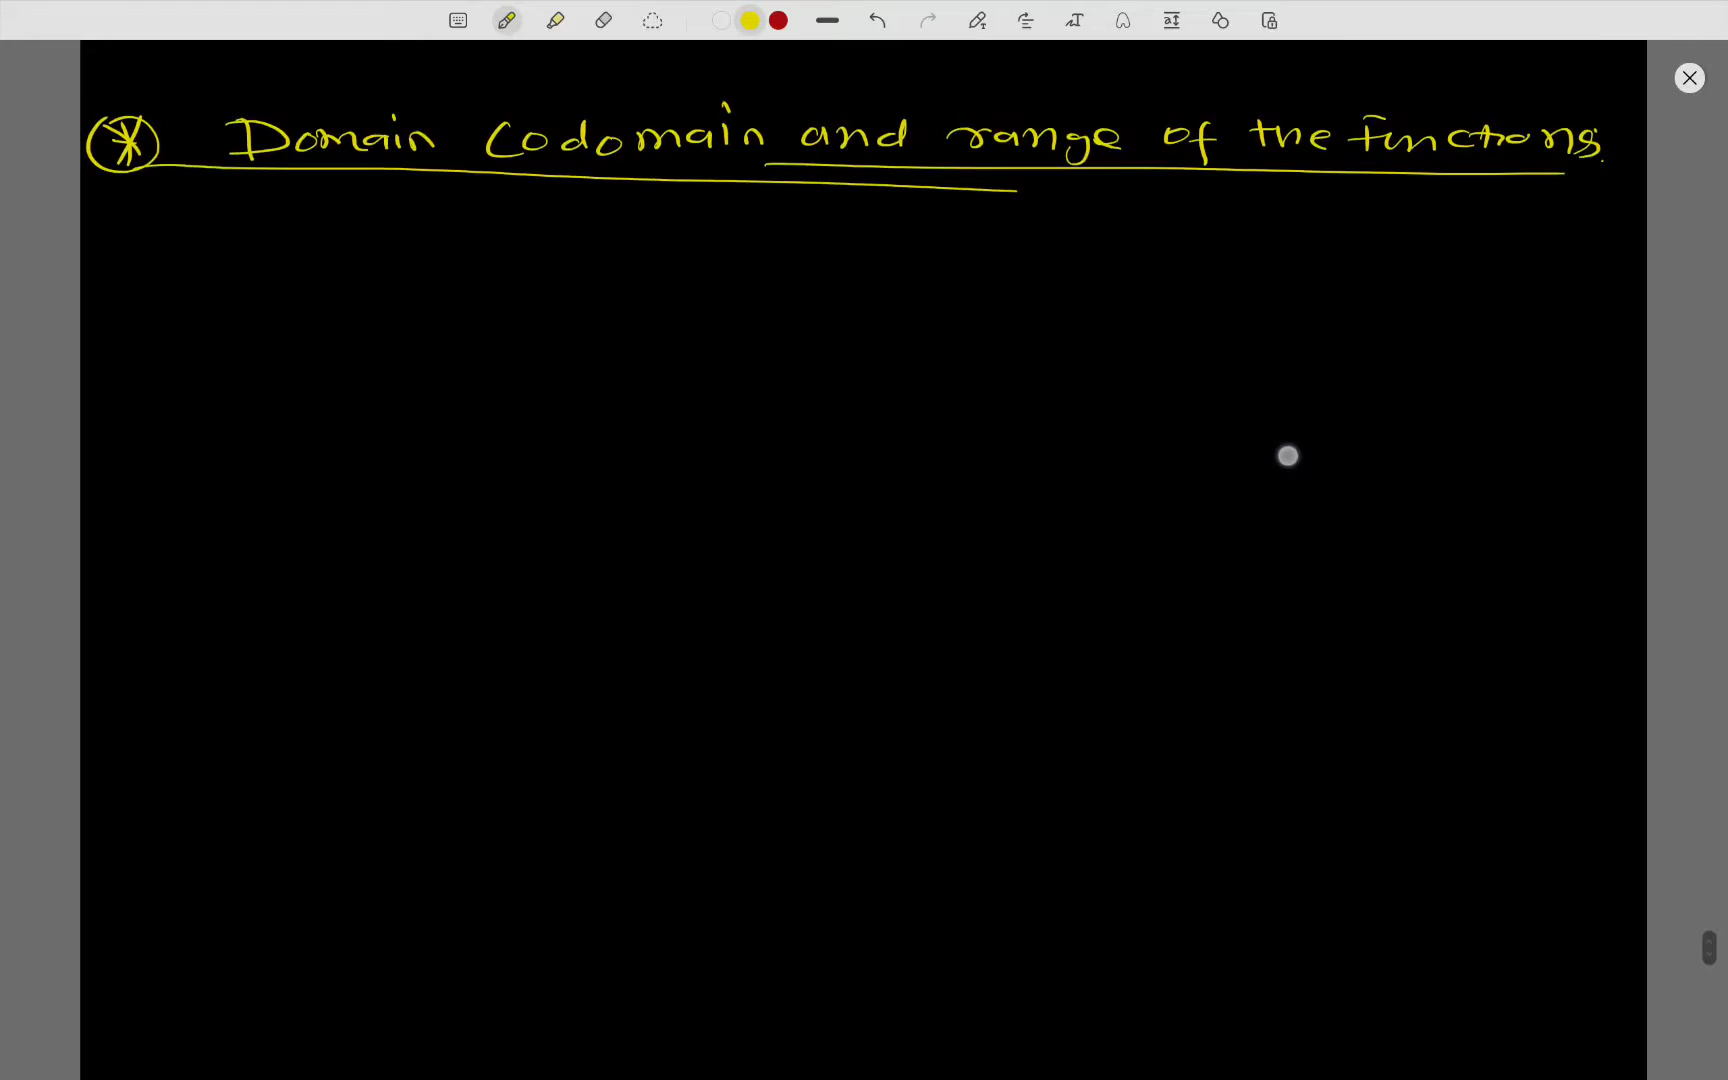 Domain Codomain and range of the Functions.